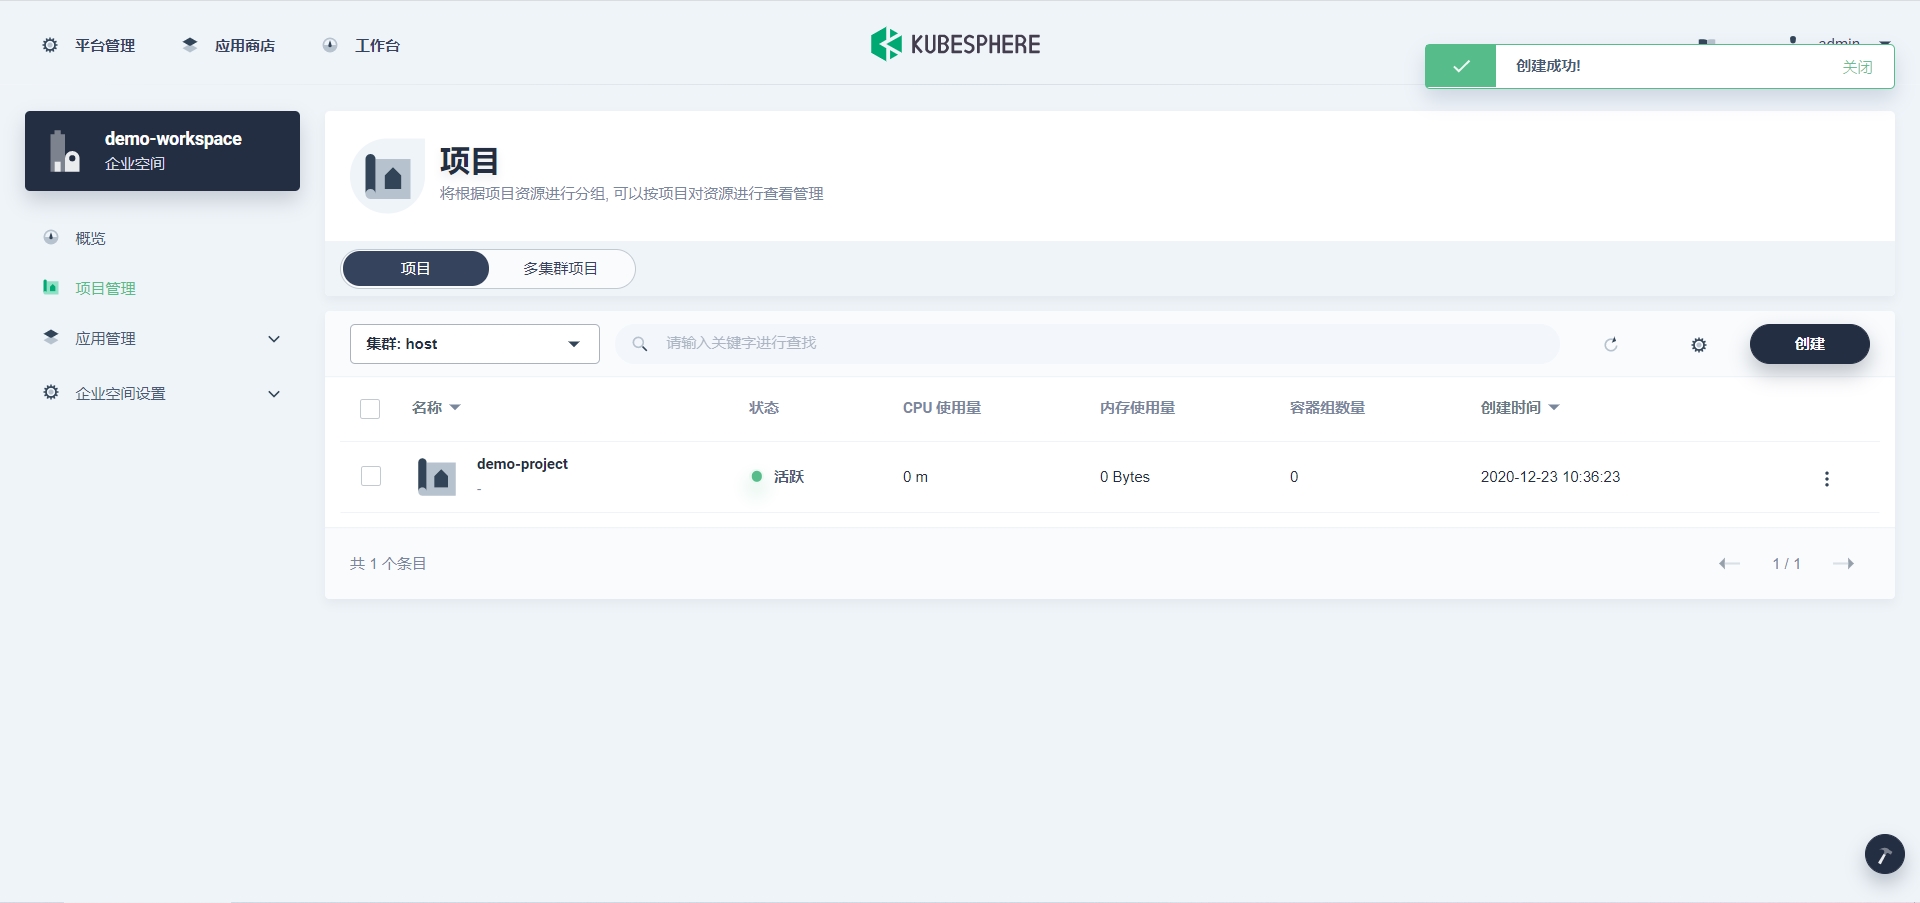 平台管理
应用商店
工作台
KUBESPHERE
admin
创建成功!
关闭
demo-workspace
企业空间
概览
项目管理
应用管理
企业空间设置
项目
将根据项目资源进行分组, 可以按项目对资源进行查看管理
项目
多集群项目
集群: host
请输入关键字进行查找
创建
名称
状态
CPU 使用量
内存使用量
容器组数量
创建时间
demo-project
-
活跃
0 m
0 Bytes
0
2020-12-23 10:36:23
共 1 个条目
1 / 1